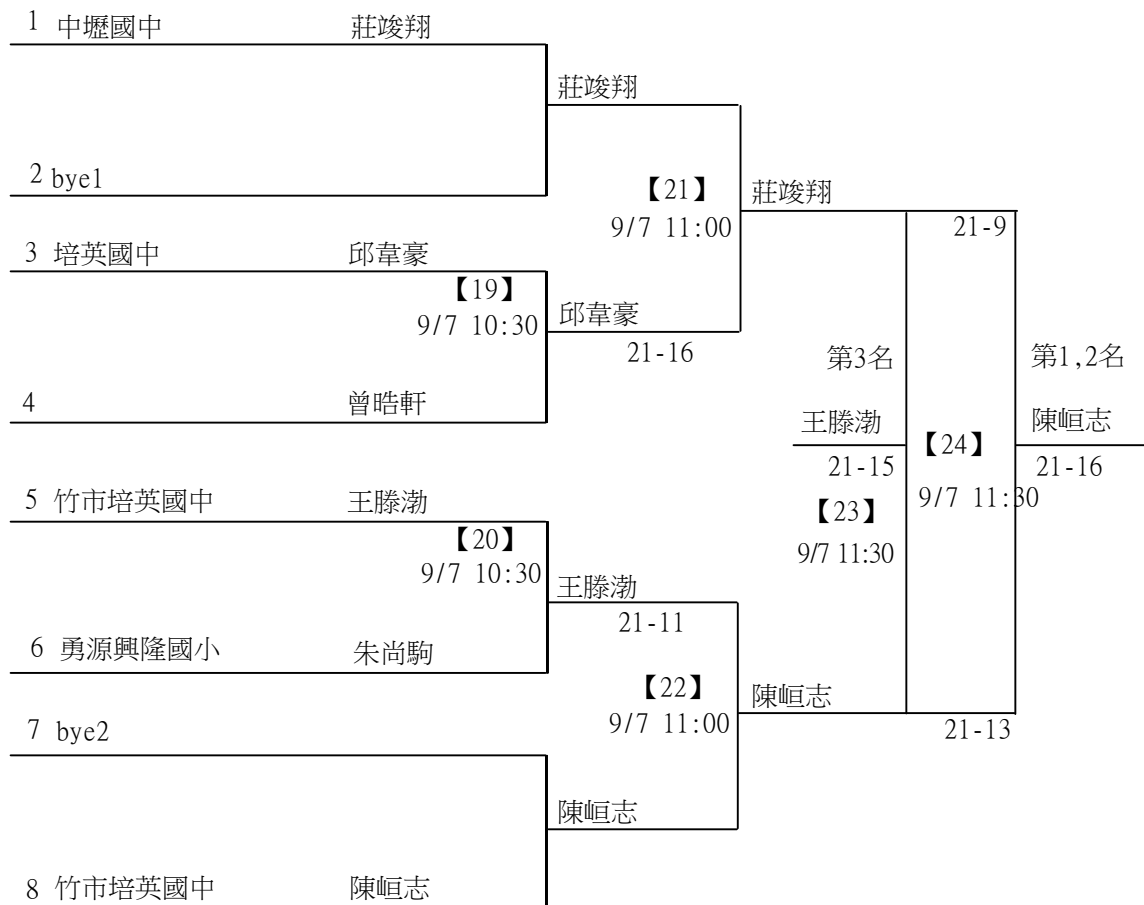 1 中壢國中 莊竣翔
莊竣翔
2 bye1
【21】
莊竣翔
9/7 11:00
21-9
3 培英國中 邱韋豪
【19】
9/7 10:30
邱韋豪
21-16
第3名
第1,2名
4 曾晧軒
王滕渤
陳峘志
【24】
21-15
21-16
9/7 11:30
5 竹市培英國中 王滕渤
【23】
【20】
9/7 11:30
9/7 10:30
王滕渤
21-11
6 勇源興隆國小 朱尚駒
【22】
陳峘志
9/7 11:00
21-13
7 bye2
陳峘志
8 竹市培英國中 陳峘志